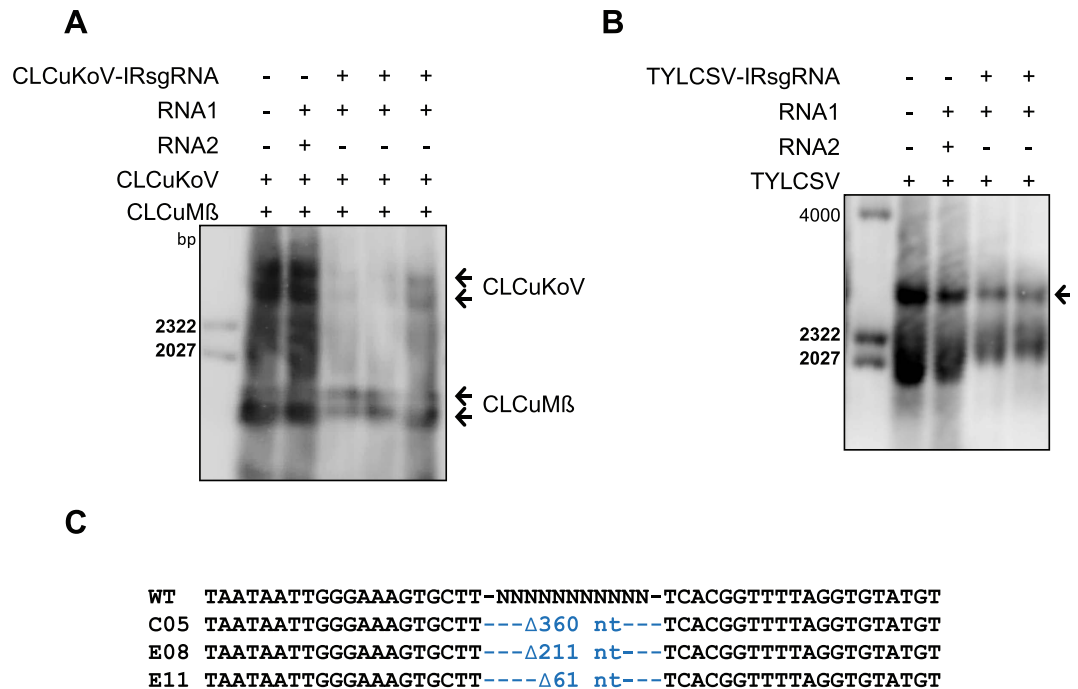 A
CLCuKoV-IRsgRNA - - + + +
RNA1 - + + + +
RNA2 - + - - -
CLCuKoV + + + + +
CLCuMß + + + + +
bp
2322
2027
CLCuKoV
CLCuMß
B
TYLCSV-IRsgRNA - - + +
RNA1 - + + +
RNA2 - + - -
TYLCSV + + + +
4000
2322
2027
C
WT TAATAATTGGGAAAGTGCTT-NNNNNNNNNNN-TCACGGTTTTAGGTGTATGT
C05 TAATAATTGGGAAAGTGCTT---Δ360 nt---TCACGGTTTTAGGTGTATGT
E08 TAATAATTGGGAAAGTGCTT---Δ211 nt---TCACGGTTTTAGGTGTATGT
E11 TAATAATTGGGAAAGTGCTT----Δ61 nt---TCACGGTTTTAGGTGTATGT